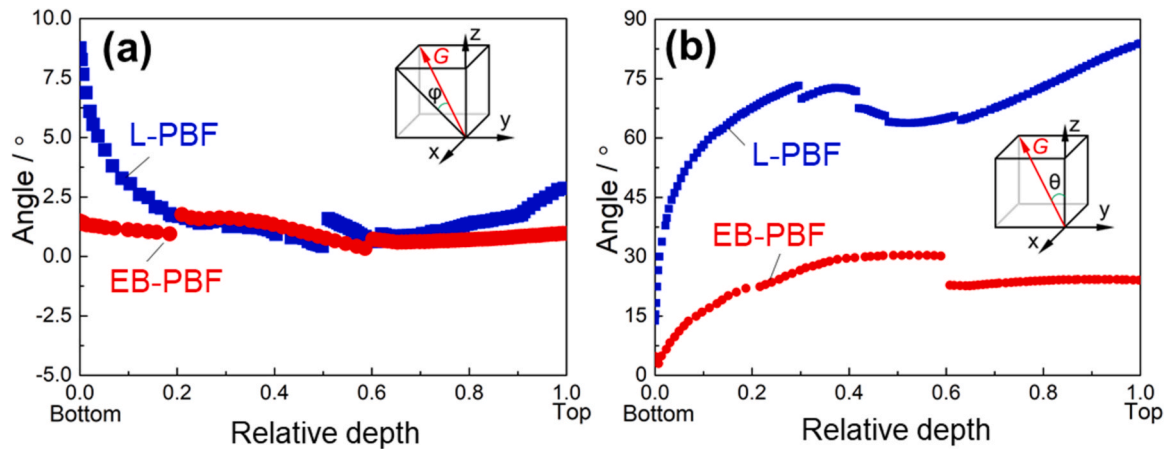 (a)
Angle / °
10.0
7.5
5.0
2.5
0.0
-2.5
-5.0
L-PBF
EB-PBF
z
G
φ
y
x
0.0 0.2 0.4 0.6 0.8 1.0
Bottom Top
Relative depth
(b)
Angle / °
90
75
60
45
30
15
0
L-PBF
EB-PBF
z
G
θ
y
x
0.0 0.2 0.4 0.6 0.8 1.0
Bottom Top
Relative depth